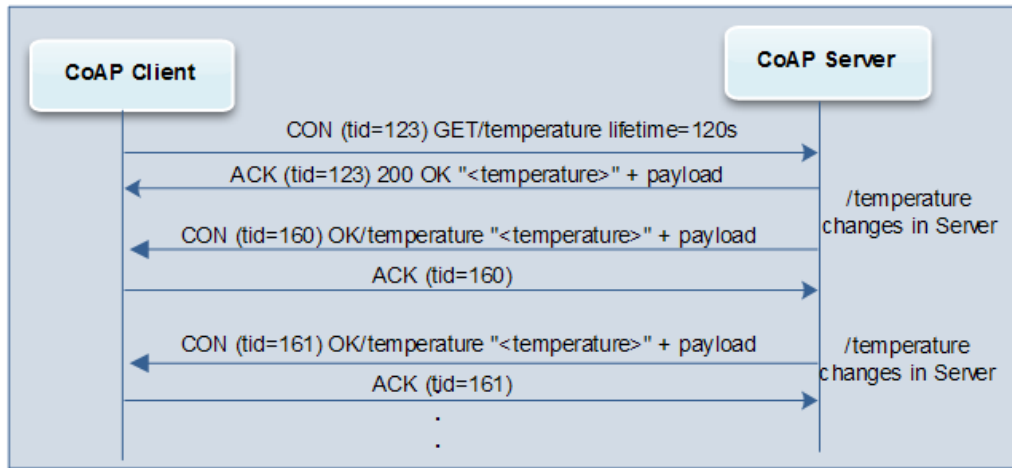 CoAP Client
CoAP Server
CON (tid=123) GET/temperature lifetime=120s
ACK (tid=123) 200 OK "<temperature>" + payload
/temperature
changes in Server
CON (tid=160) OK/temperature "<temperature>" + payload
ACK (tid=160)
CON (tid=161) OK/temperature "<temperature>" + payload
/temperature
changes in Server
ACK (tid=161)
.
.